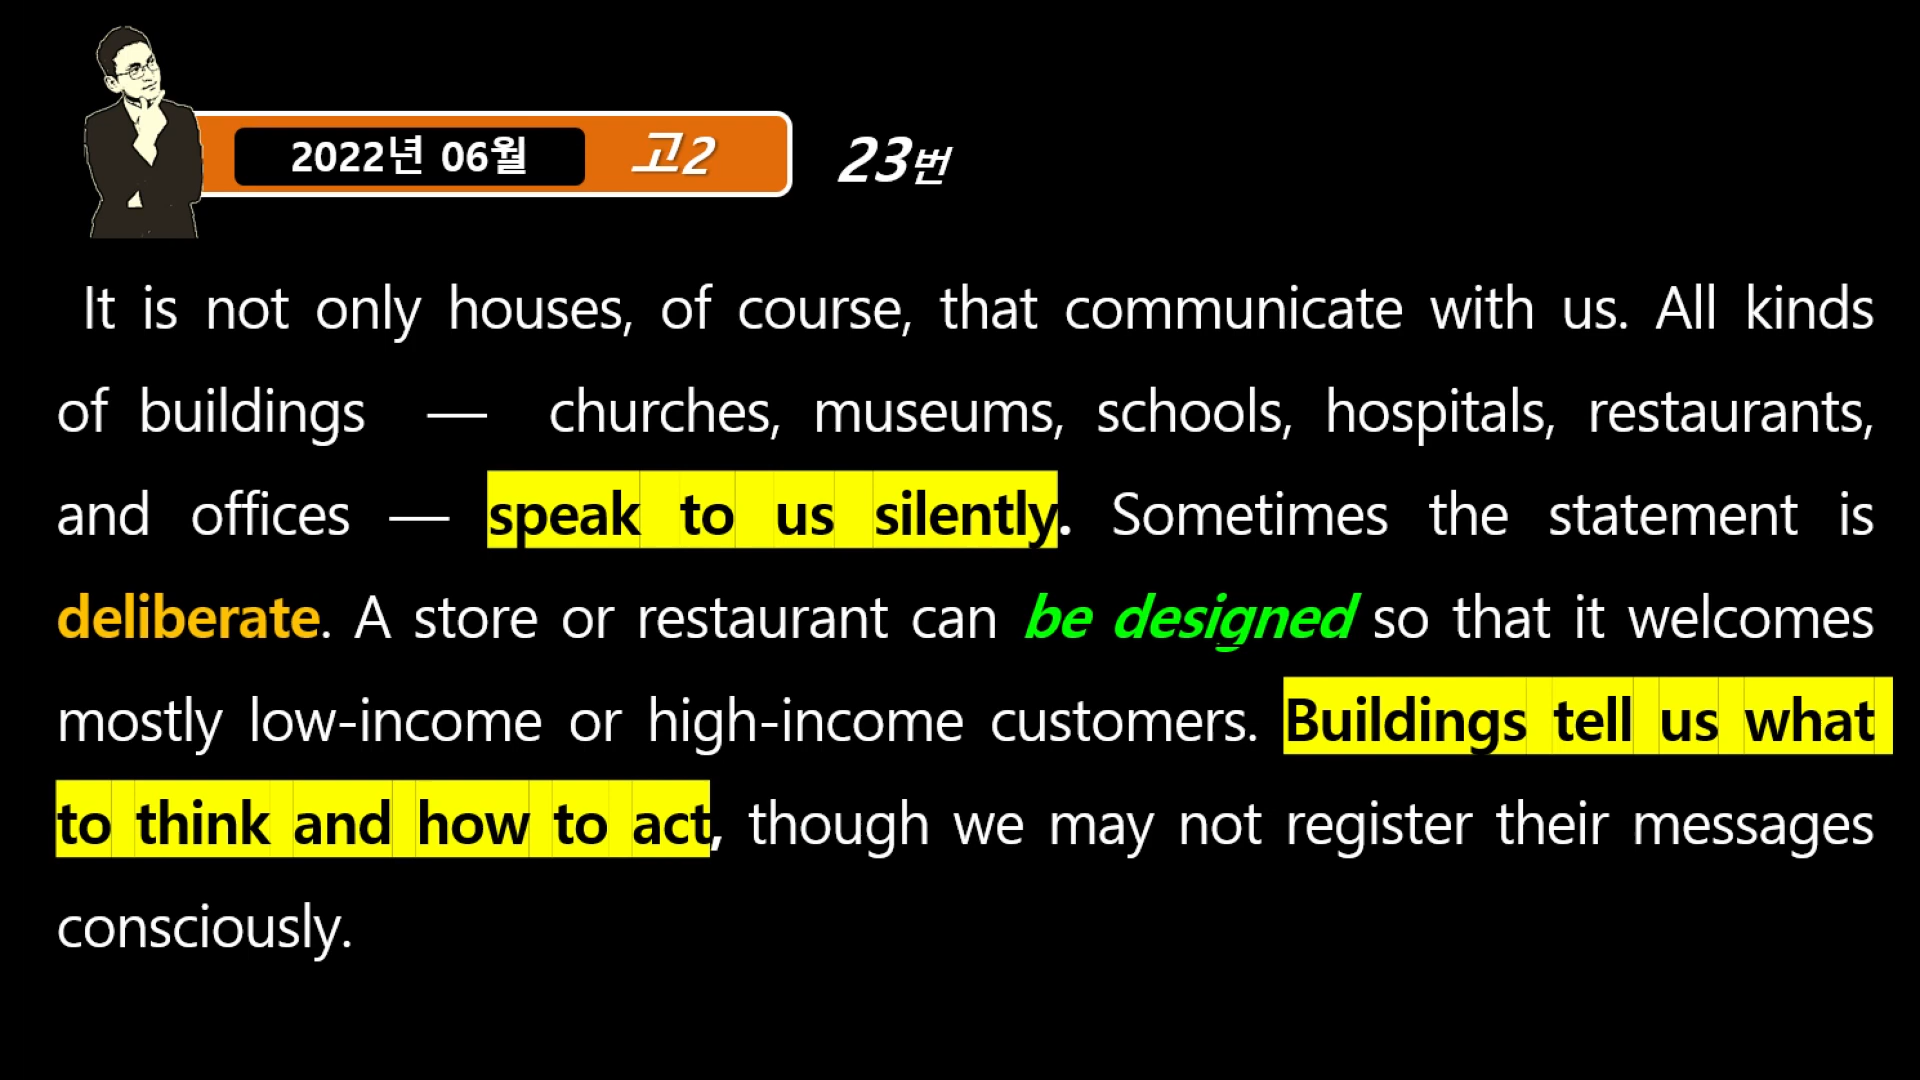 2022년 06월 고2 23번
It is not only houses, of course, that communicate with us. All kinds
of buildings — churches, museums, schools, hospitals, restaurants,
and offices — speak to us silently. Sometimes the statement is
deliberate. A store or restaurant can be designed so that it welcomes
mostly low-income or high-income customers. Buildings tell us what
to think and how to act, though we may not register their messages
consciously.